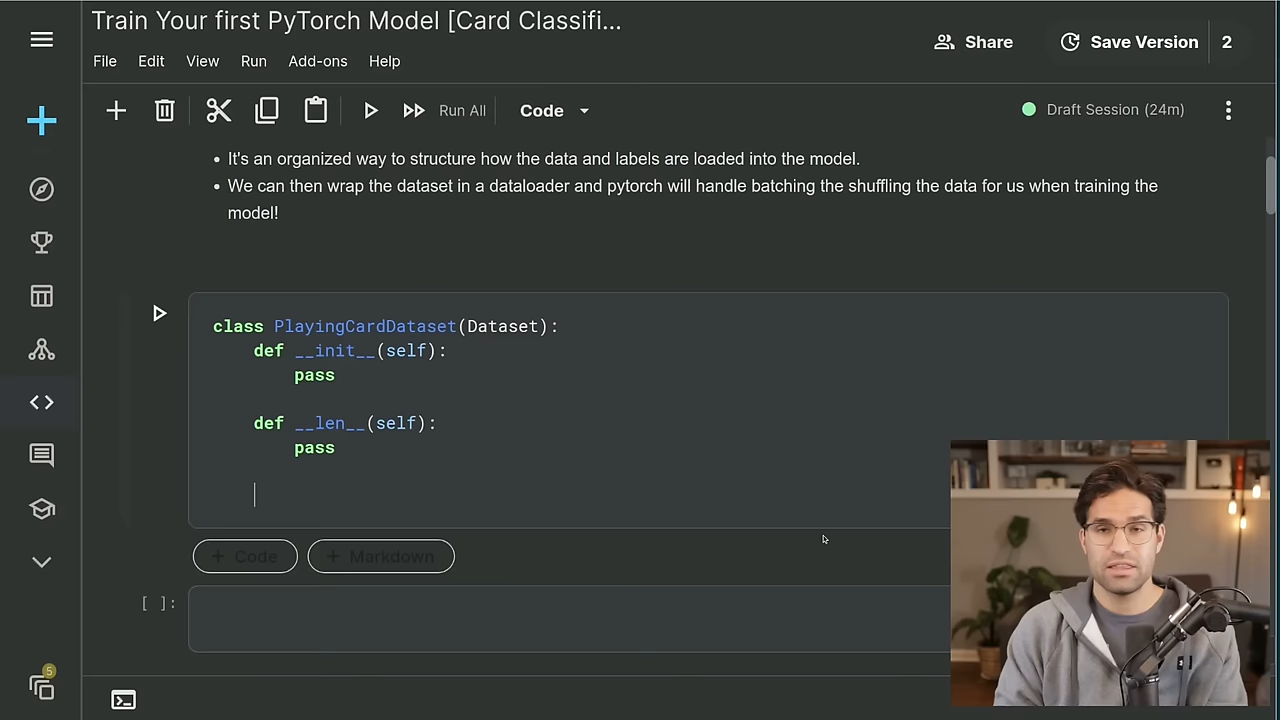 Train Your first PyTorch Model [Card Classifi...
File Edit View Run Add-ons Help
Share
Save Version 2
Run All
Code
Draft Session (24m)
• It's an organized way to structure how the data and labels are loaded into the model.
• We can then wrap the dataset in a dataloader and pytorch will handle batching the shuffling the data for us when training the
model!
class PlayingCardDataset(Dataset):
    def __init__(self):
        pass
    def __len__(self):
        pass
+ Code + Markdown
[ ]:
5